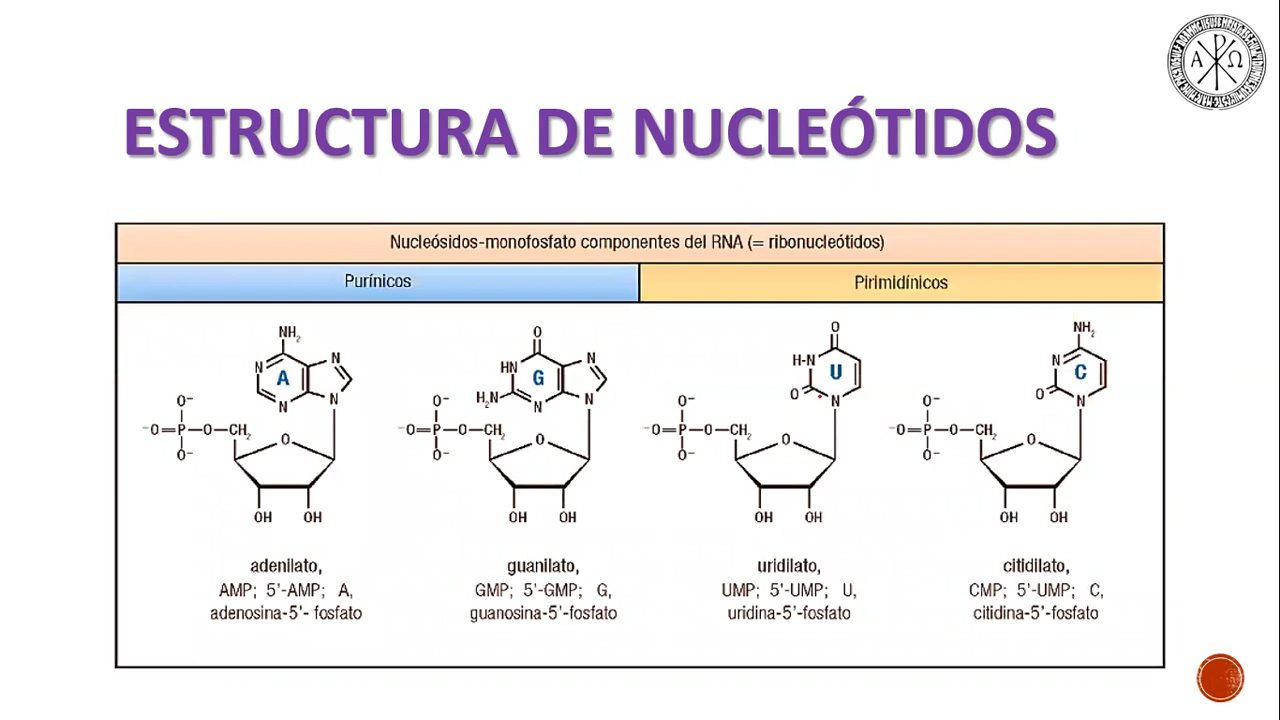 ESTRUCTURA DE NUCLEÓTIDOS
Nucleósidos-monofosfato componentes del RNA (= ribonucleótidos)
Purínicos
Pirimidínicos
A
G
U
C
adenilato,
AMP; 5'-AMP; A,
adenosina-5'- fosfato
guanilato,
GMP; 5'-GMP; G,
guanosina-5'-fosfato
uridilato,
UMP; 5'-UMP; U,
uridina-5'-fosfato
citidilato,
CMP; 5'-UMP; C,
citidina-5'-fosfato
NH₂
N
N
N
N
O⁻
⁻O=P-O-CH₂
O⁻
O
OH OH
O
HN
H₂N
N
N
N
O⁻
⁻O=P-O-CH₂
O⁻
O
OH OH
O
H-N
O
N
O⁻
⁻O=P-O-CH₂
O⁻
O
OH OH
NH₂
N
O
N
O⁻
⁻O=P-O-CH₂
O⁻
O
OH OH